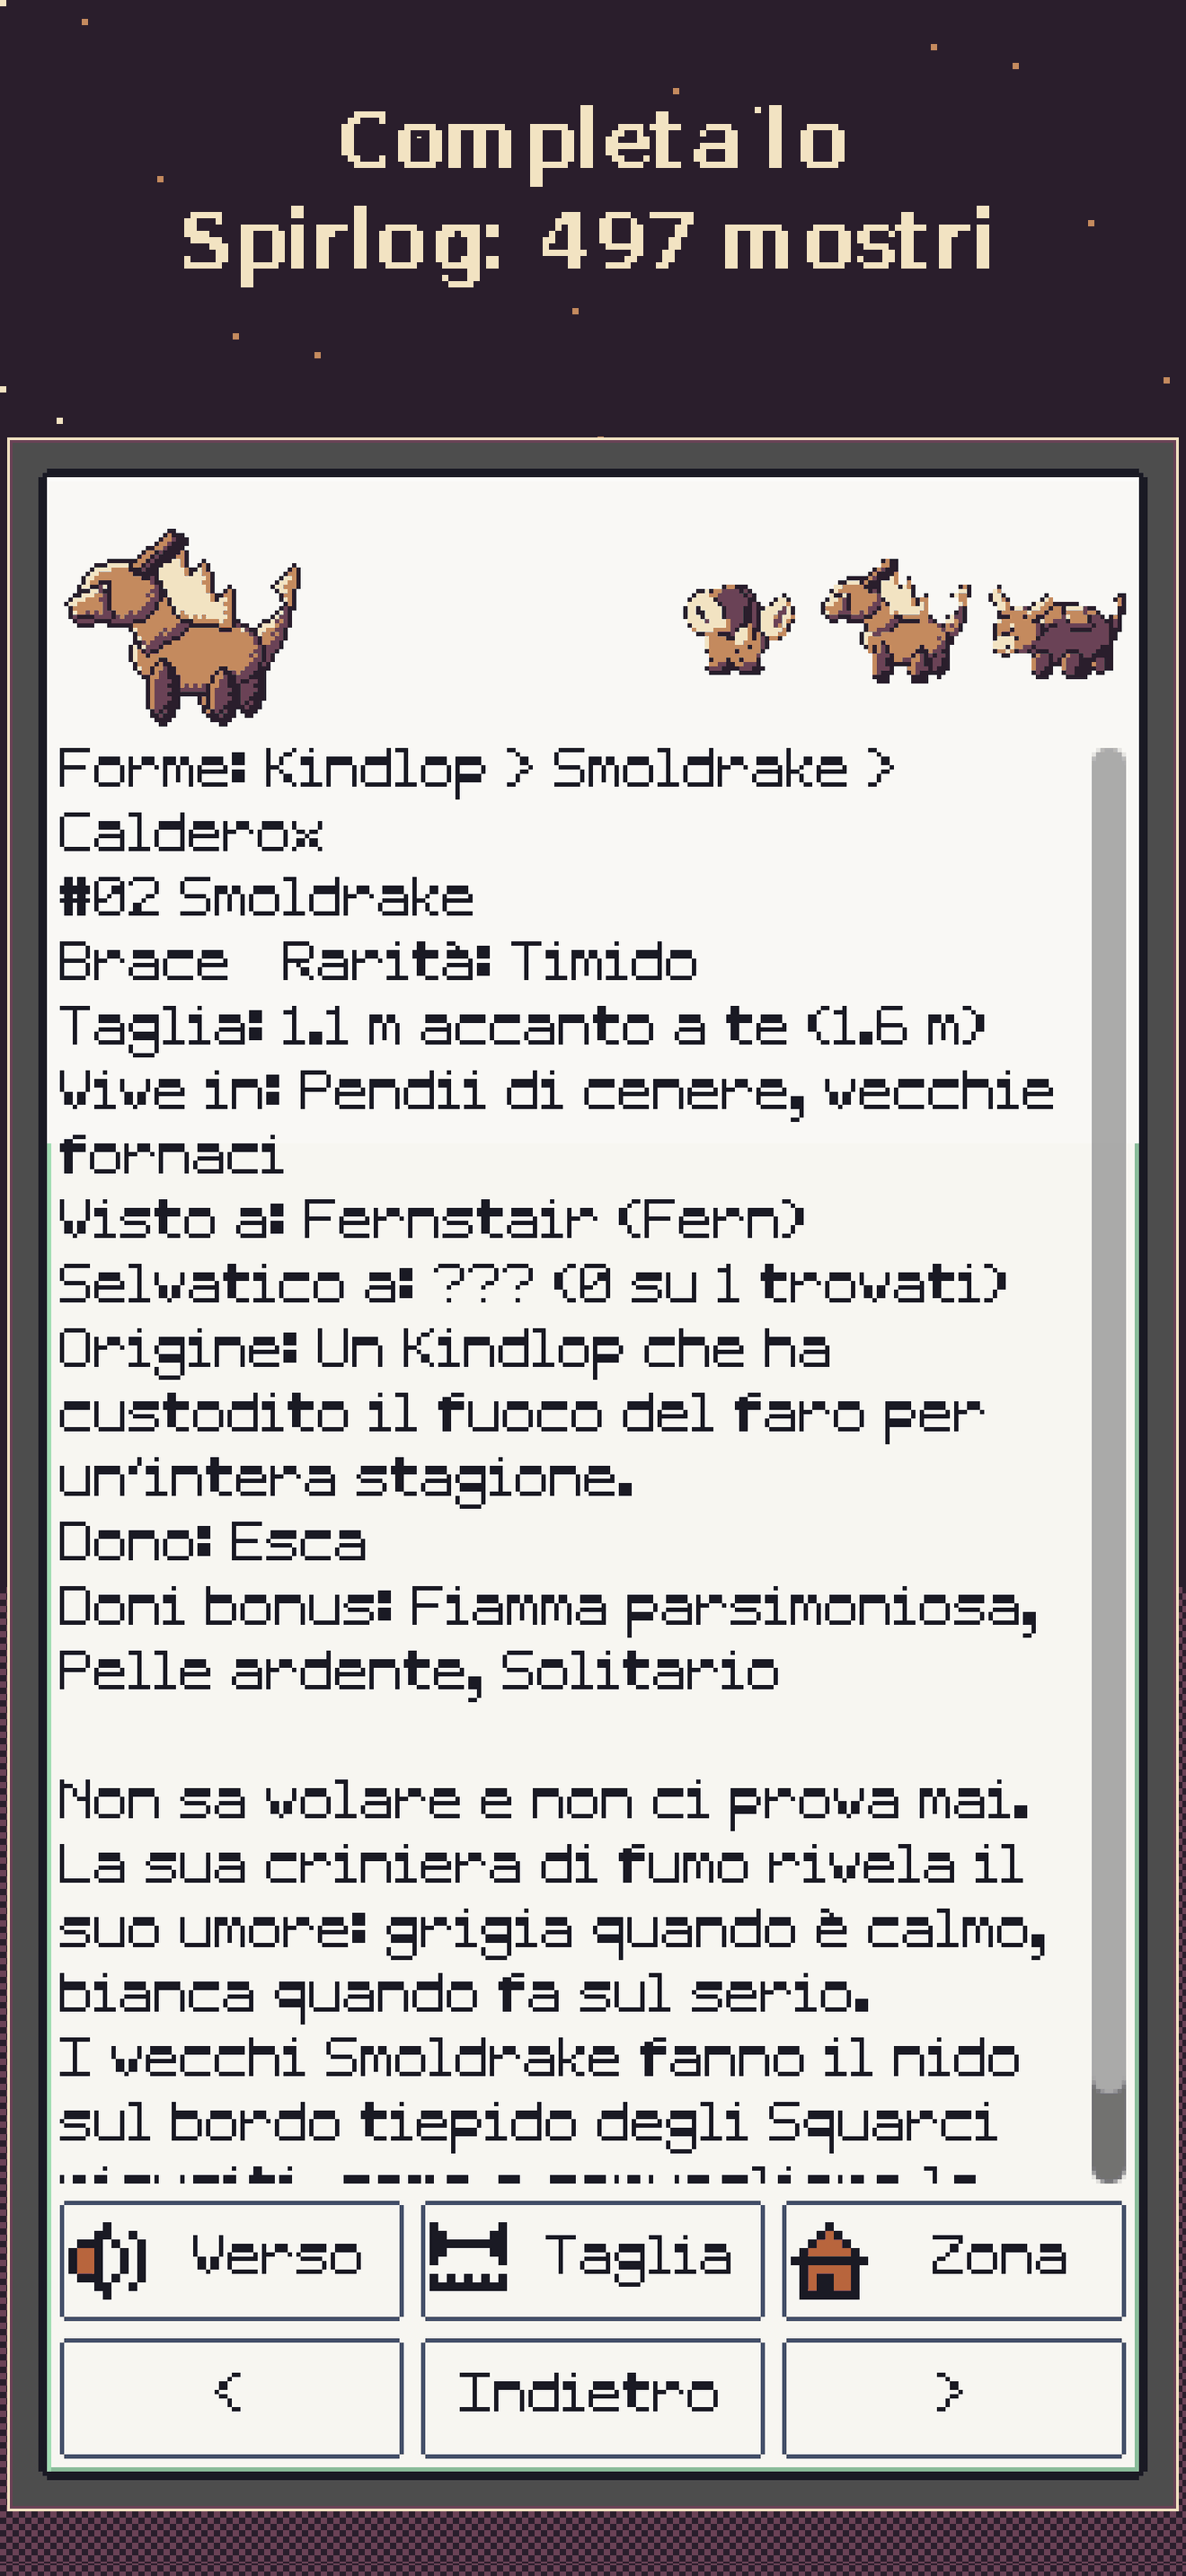 Completa lo
Spirlog: 497 mostri
Forme: Kindlop > Smoldrake >
Calderox
#02 Smoldrake
Brace Rarità: Timido
Taglia: 1.1 m accanto a te (1.6 m)
Vive in: Pendii di cenere, vecchie
fornaci
Visto a: Fernstair (Fern)
Selvatico a: ??? (0 su 1 trovati)
Origine: Un Kindlop che ha
custodito il fuoco del faro per
un'intera stagione.
Dono: Esca
Doni bonus: Fiamma parsimoniosa,
Pelle ardente, Solitario
Non sa volare e non ci prova mai.
La sua criniera di fumo rivela il
suo umore: grigia quando è calmo,
bianca quando fa sul serio.
I vecchi Smoldrake fanno il nido
sul bordo tiepido degli Squarci
Verso
Taglia
Zona
<
Indietro
>